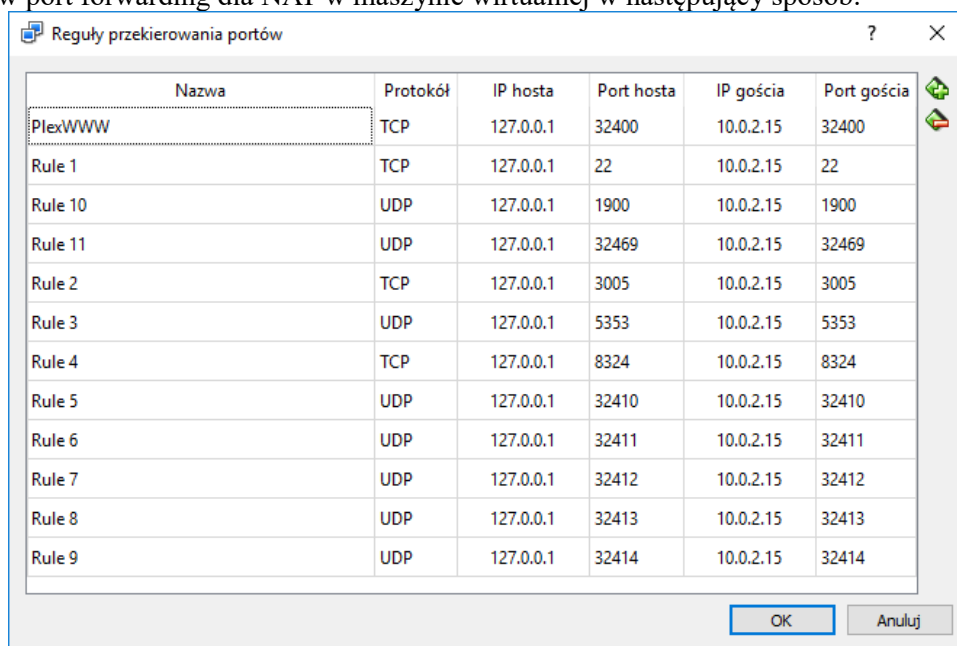 w port forwarding dla NAT w maszynie wirtualnej w następujący sposób:
Reguły przekierowania portów ?
Nazwa Protokół IP hosta Port hosta IP gościa Port gościa
PlexWWW TCP 127.0.0.1 32400 10.0.2.15 32400
Rule 1 TCP 127.0.0.1 22 10.0.2.15 22
Rule 10 UDP 127.0.0.1 1900 10.0.2.15 1900
Rule 11 UDP 127.0.0.1 32469 10.0.2.15 32469
Rule 2 TCP 127.0.0.1 3005 10.0.2.15 3005
Rule 3 UDP 127.0.0.1 5353 10.0.2.15 5353
Rule 4 TCP 127.0.0.1 8324 10.0.2.15 8324
Rule 5 UDP 127.0.0.1 32410 10.0.2.15 32410
Rule 6 UDP 127.0.0.1 32411 10.0.2.15 32411
Rule 7 UDP 127.0.0.1 32412 10.0.2.15 32412
Rule 8 UDP 127.0.0.1 32413 10.0.2.15 32413
Rule 9 UDP 127.0.0.1 32414 10.0.2.15 32414
OK Anuluj